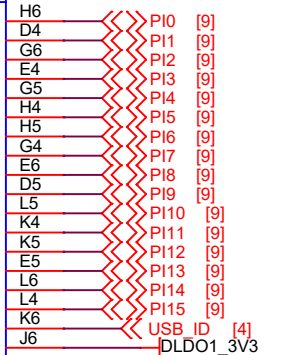 H6 PI0 [9]
D4 PI1 [9]
G6 PI2 [9]
E4 PI3 [9]
G5 PI4 [9]
H4 PI5 [9]
H5 PI6 [9]
G4 PI7 [9]
E6 PI8 [9]
D5 PI9 [9]
L5 PI10 [9]
K4 PI11 [9]
K5 PI12 [9]
E5 PI13 [9]
L6 PI14 [9]
L4 PI15 [9]
K6 USB_ID [4]
J6 DLDO1_3V3